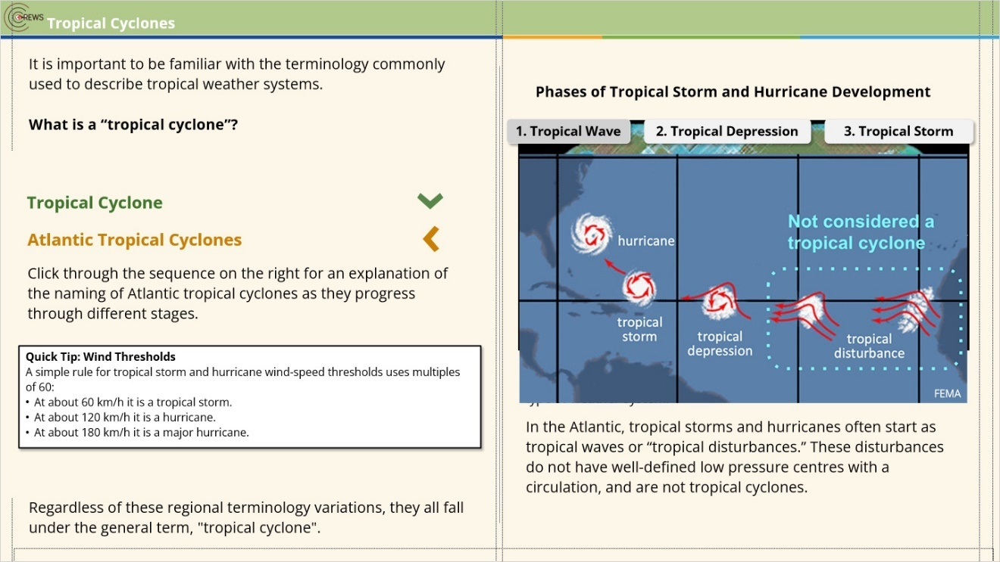 CREWS
Tropical Cyclones
It is important to be familiar with the terminology commonly
used to describe tropical weather systems.
What is a “tropical cyclone”?
Tropical Cyclone
Atlantic Tropical Cyclones
Click through the sequence on the right for an explanation of
the naming of Atlantic tropical cyclones as they progress
through different stages.
Quick Tip: Wind Thresholds
A simple rule for tropical storm and hurricane wind-speed thresholds uses multiples
of 60:
• At about 60 km/h it is a tropical storm.
• At about 120 km/h it is a hurricane.
• At about 180 km/h it is a major hurricane.
Regardless of these regional terminology variations, they all fall
under the general term, "tropical cyclone".
Phases of Tropical Storm and Hurricane Development
1. Tropical Wave
2. Tropical Depression
3. Tropical Storm
Not considered a
tropical cyclone
hurricane
tropical
storm
tropical
depression
tropical
disturbance
FEMA
In the Atlantic, tropical storms and hurricanes often start as
tropical waves or “tropical disturbances.” These disturbances
do not have well-defined low pressure centres with a
circulation, and are not tropical cyclones.